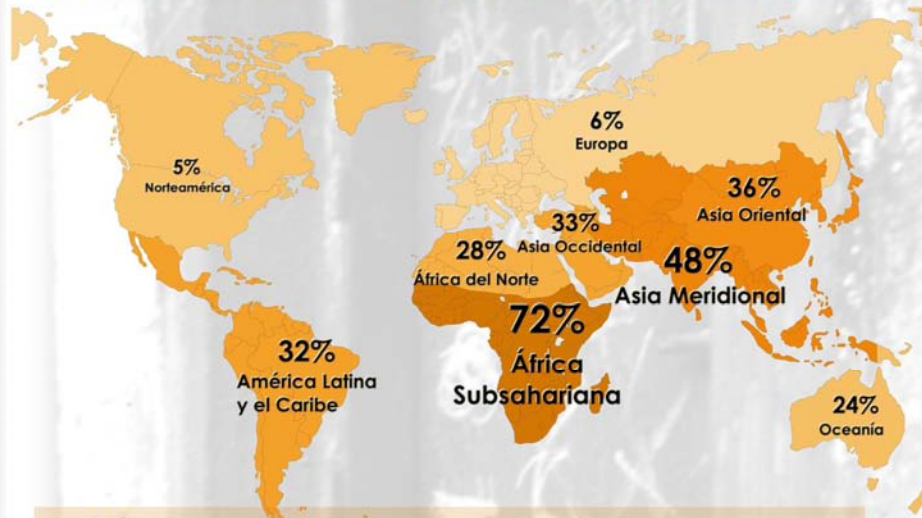 6%
Europa
5%
Norteamérica
36%
Asia Oriental
33%
Asia Occidental
28%
África del Norte
48%
Asia Meridional
72%
África
Subsahariana
32%
América Latina
y el Caribe
24%
Oceanía